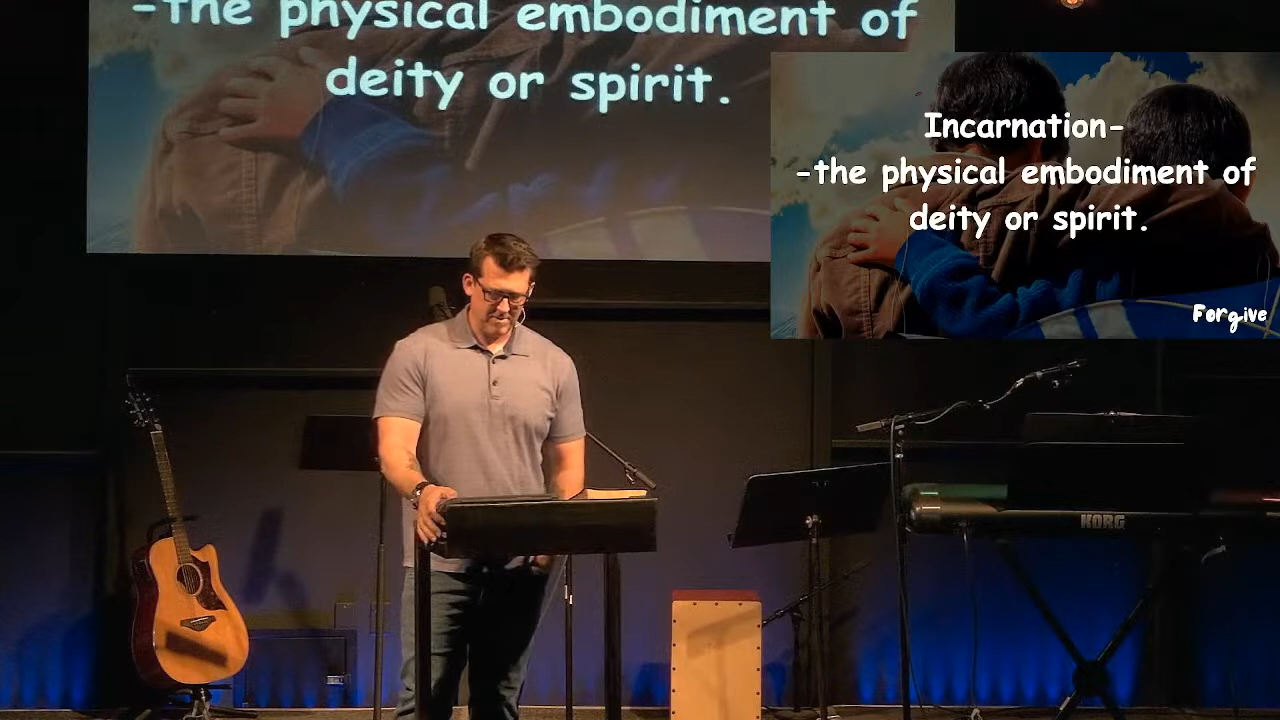 -the physical embodiment of
deity or spirit.
Incarnation-
-the physical embodiment of
deity or spirit.
Forgive
KORG